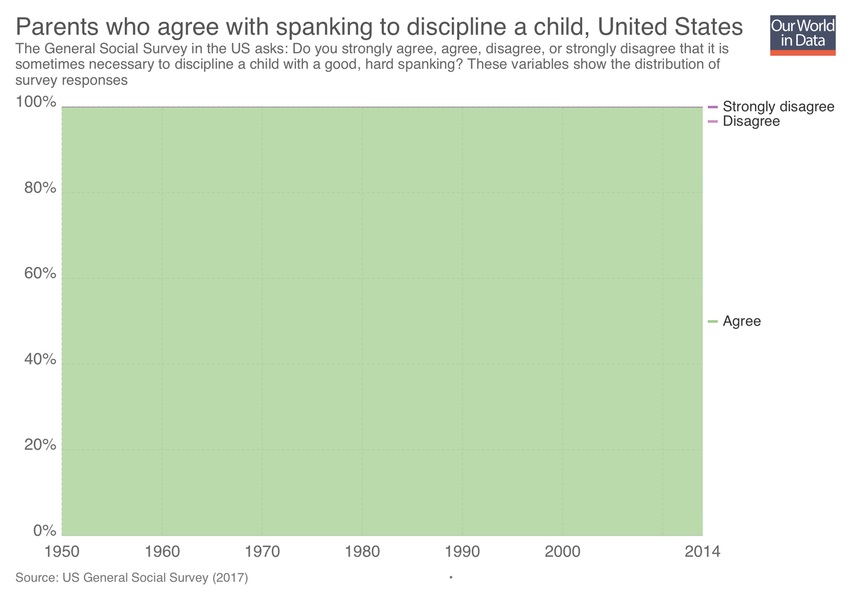 Parents who agree with spanking to discipline a child, United States
Our World
in Data
The General Social Survey in the US asks: Do you strongly agree, agree, disagree, or strongly disagree that it is
sometimes necessary to discipline a child with a good, hard spanking? These variables show the distribution of
survey responses
100%
Strongly disagree
Disagree
80%
60%
Agree
40%
20%
0%
1950 1960 1970 1980 1990 2000 2014
Source: US General Social Survey (2017)